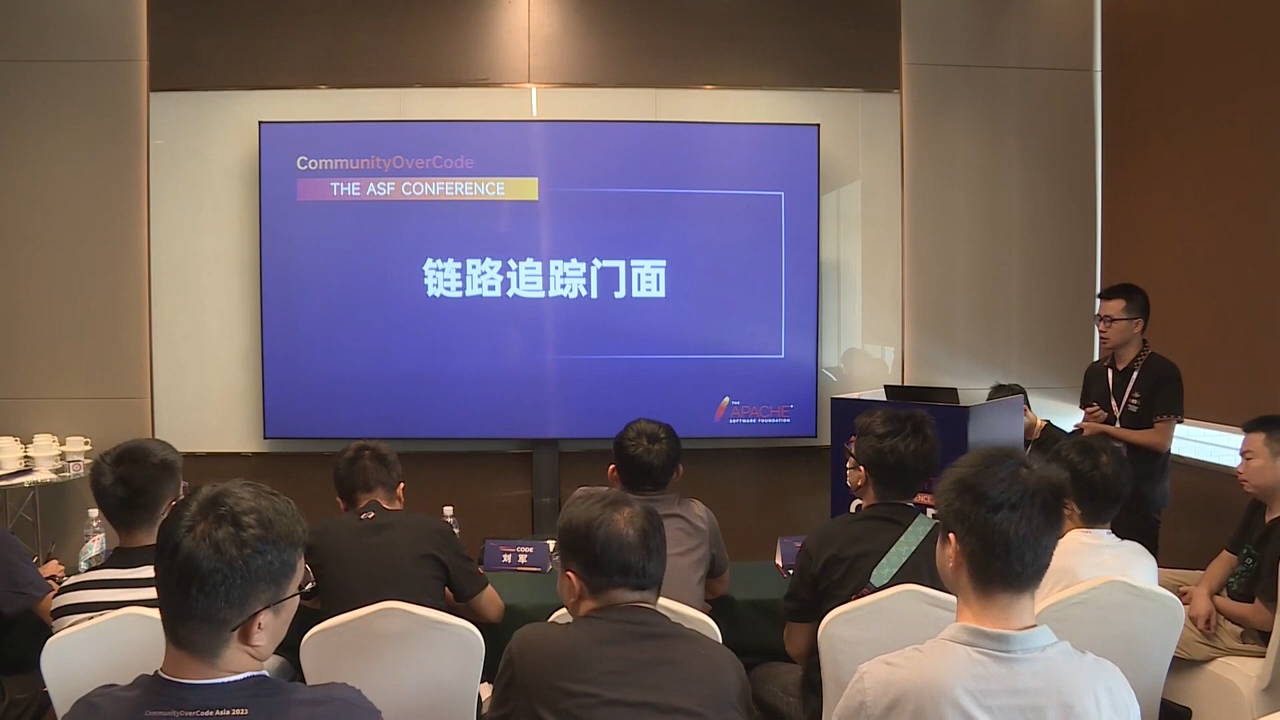 CommunityOverCode
THE ASF CONFERENCE
链路追踪门面
THE
APACHE
SOFTWARE FOUNDATION
CODE
刘军
CommunityOverCode Asia 2023